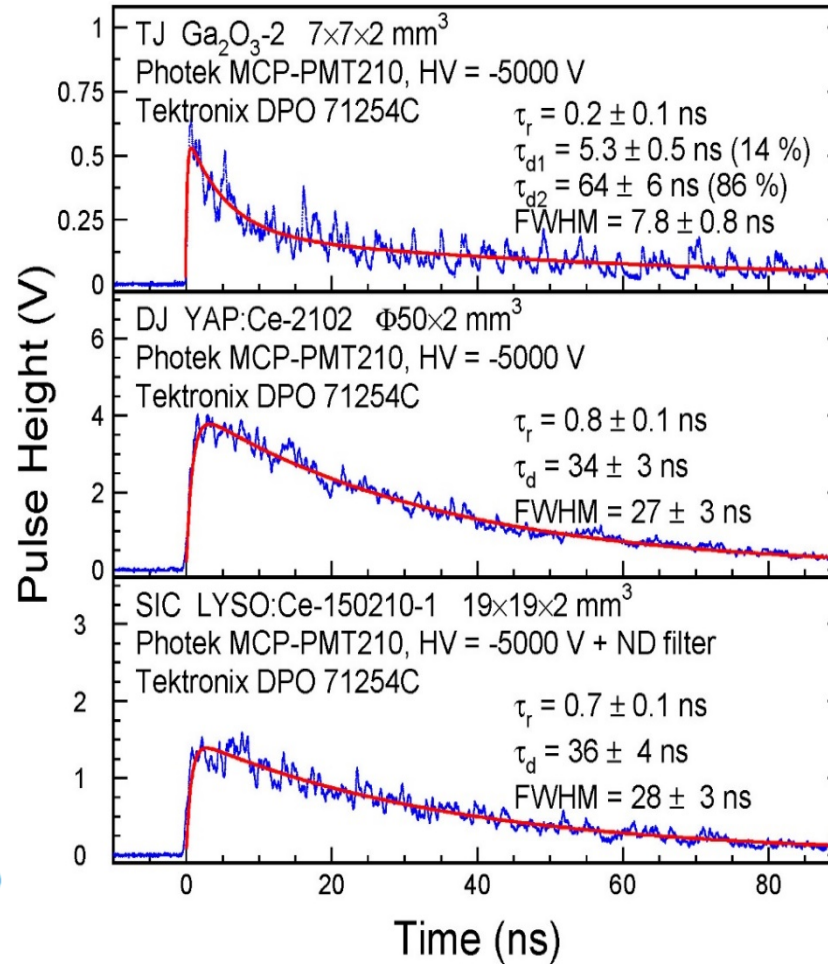 Pulse Height (V)
1
0.75
0.5
0.25
0
TJ Ga₂O₃-2 7×7×2 mm³
Photek MCP-PMT210, HV = -5000 V
Tektronix DPO 71254C
τr = 0.2 ± 0.1 ns
τd1 = 5.3 ± 0.5 ns (14 %)
τd2 = 64 ± 6 ns (86 %)
FWHM = 7.8 ± 0.8 ns
6
4
2
0
DJ YAP:Ce-2102 Φ50×2 mm³
Photek MCP-PMT210, HV = -5000 V
Tektronix DPO 71254C
τr = 0.8 ± 0.1 ns
τd = 34 ± 3 ns
FWHM = 27 ± 3 ns
3
2
1
0
SIC LYSO:Ce-150210-1 19×19×2 mm³
Photek MCP-PMT210, HV = -5000 V + ND filter
Tektronix DPO 71254C
τr = 0.7 ± 0.1 ns
τd = 36 ± 4 ns
FWHM = 28 ± 3 ns
0 20 40 60 80
Time (ns)